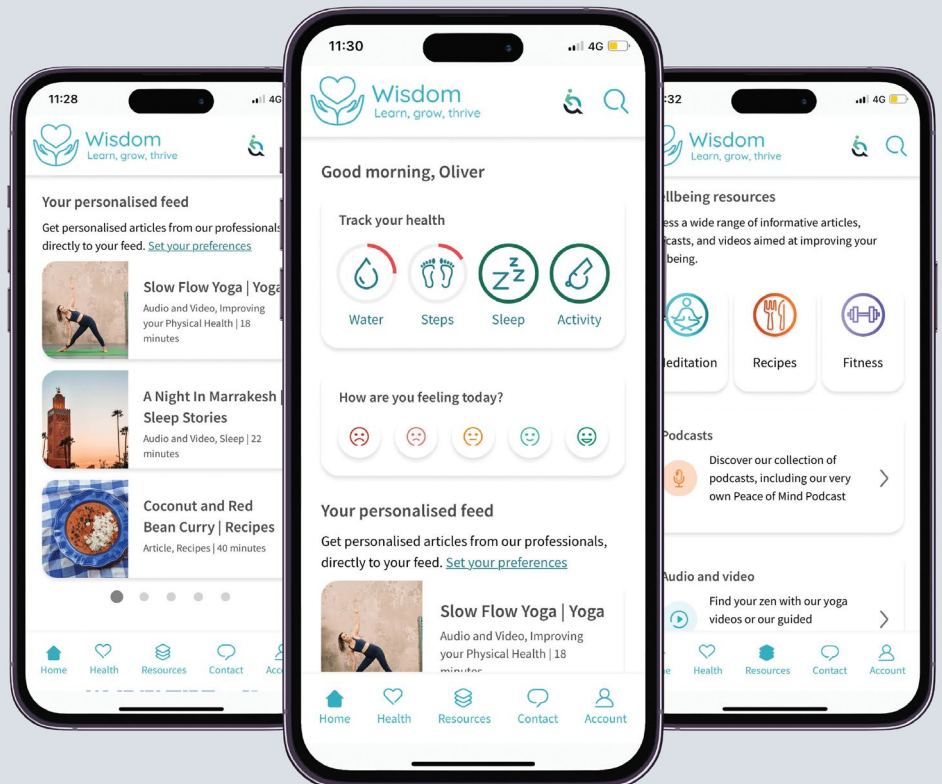 11:28
4G
Wisdom
Learn, grow, thrive
Your personalised feed
Get personalised articles from our professionals
directly to your feed. Set your preferences
Slow Flow Yoga | Yoga
Audio and Video, Improving
your Physical Health | 18
minutes
A Night In Marrakesh |
Sleep Stories
Audio and Video, Sleep | 22
minutes
Coconut and Red
Bean Curry | Recipes
Article, Recipes | 40 minutes
Home
Health
Resources
Contact
11:30
4G
Wisdom
Learn, grow, thrive
Good morning, Oliver
Track your health
Water
Steps
Sleep
Activity
How are you feeling today?
Your personalised feed
Get personalised articles from our professionals,
directly to your feed. Set your preferences
Slow Flow Yoga | Yoga
Audio and Video, Improving
your Physical Health | 18
minutes
Home
Health
Resources
Contact
Account
:32
4G
Wisdom
Learn, grow, thrive
llbeing resources
ess a wide range of informative articles,
casts, and videos aimed at improving your
being.
editation
Recipes
Fitness
Podcasts
Discover our collection of
podcasts, including our very
own Peace of Mind Podcast
Audio and video
Find your zen with our yoga
videos or our guided
Health
Resources
Contact
Account